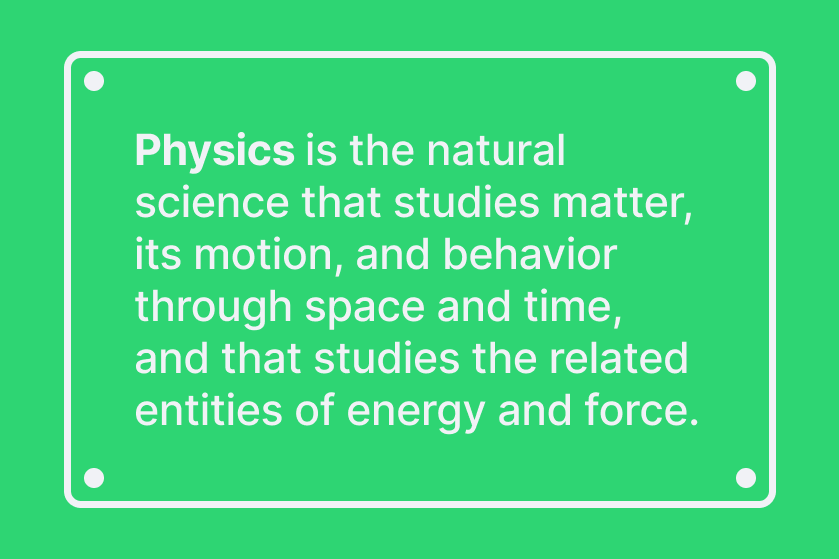 Physics is the natural
science that studies matter,
its motion, and behavior
through space and time,
and that studies the related
entities of energy and force.